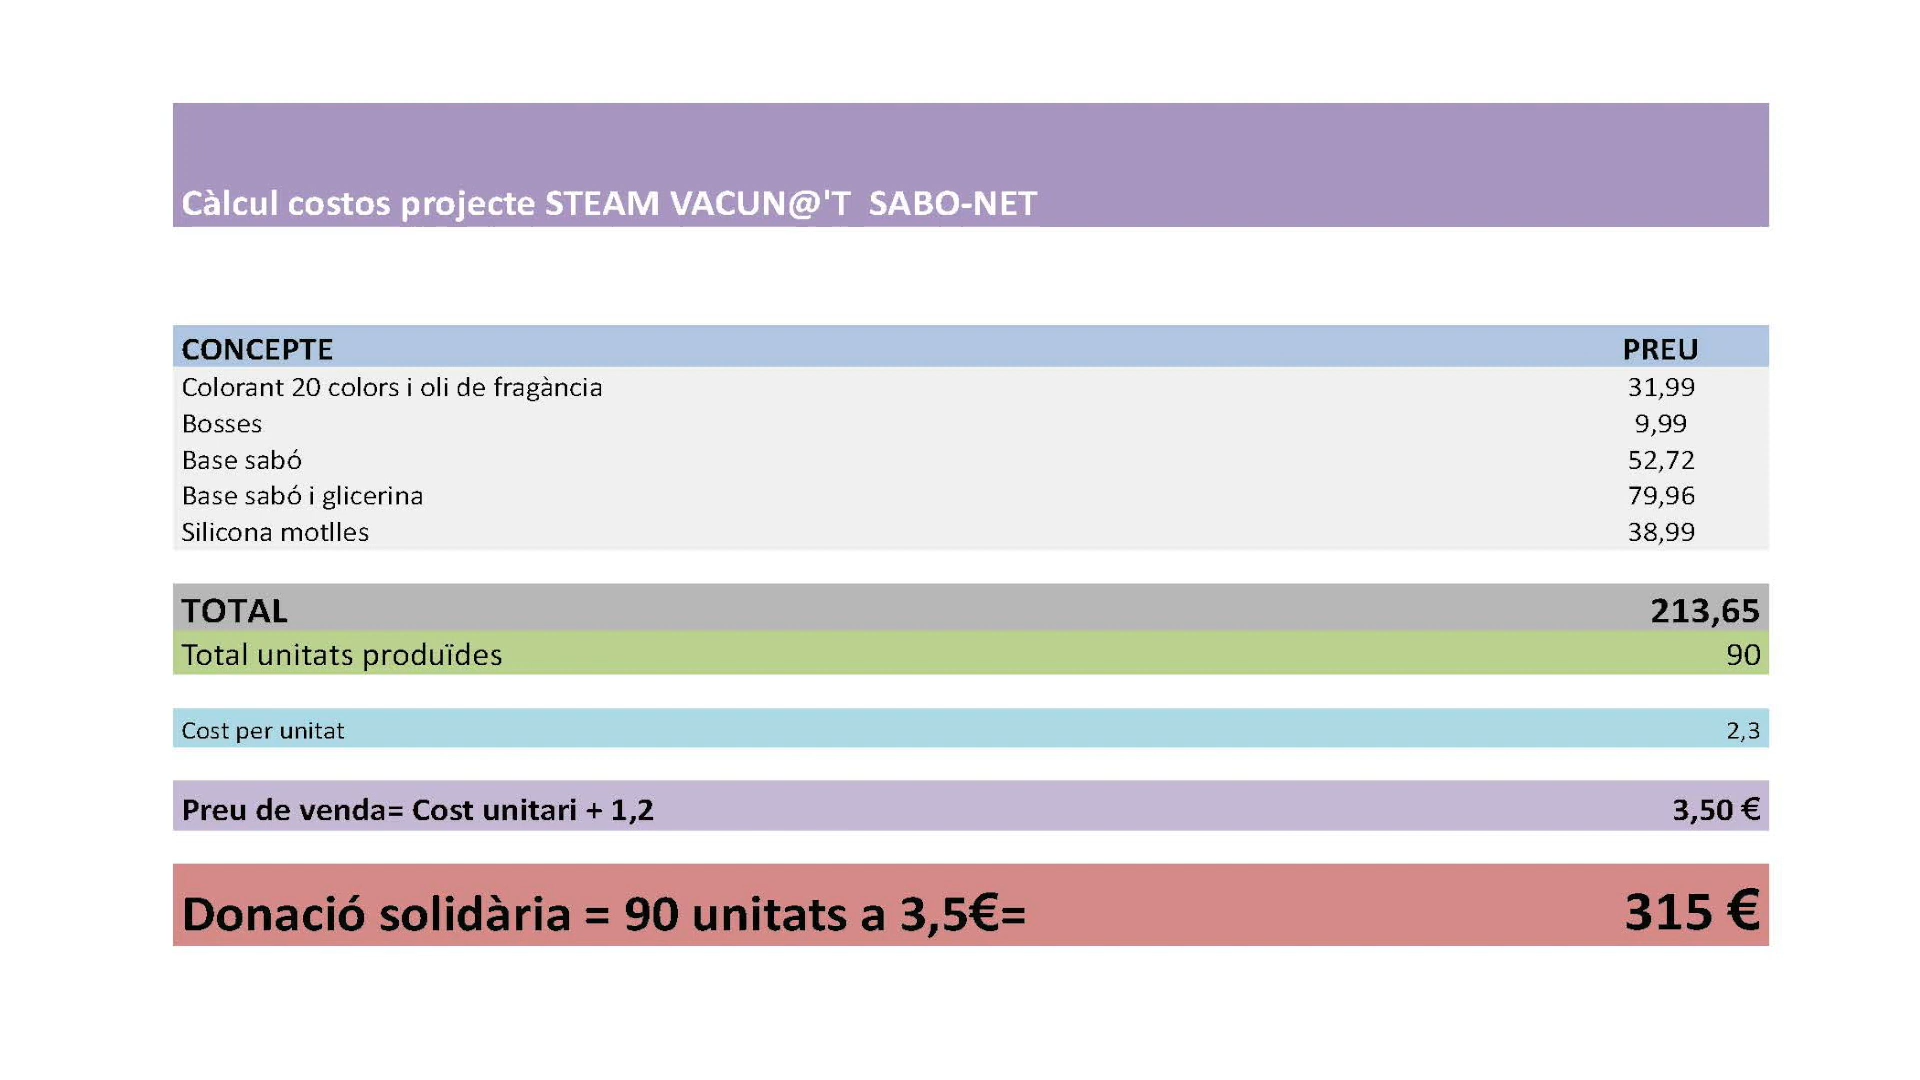 Càlcul costos projecte STEAM VACUN@'T  SABO-NET
CONCEPTE PREU
Colorant 20 colors i oli de fragància 31,99
Bosses 9,99
Base sabó 52,72
Base sabó i glicerina 79,96
Silicona motlles 38,99
TOTAL 213,65
Total unitats produïdes 90
Cost per unitat 2,3
Preu de venda= Cost unitari + 1,2 3,50 €
Donació solidària = 90 unitats a 3,5€= 315 €